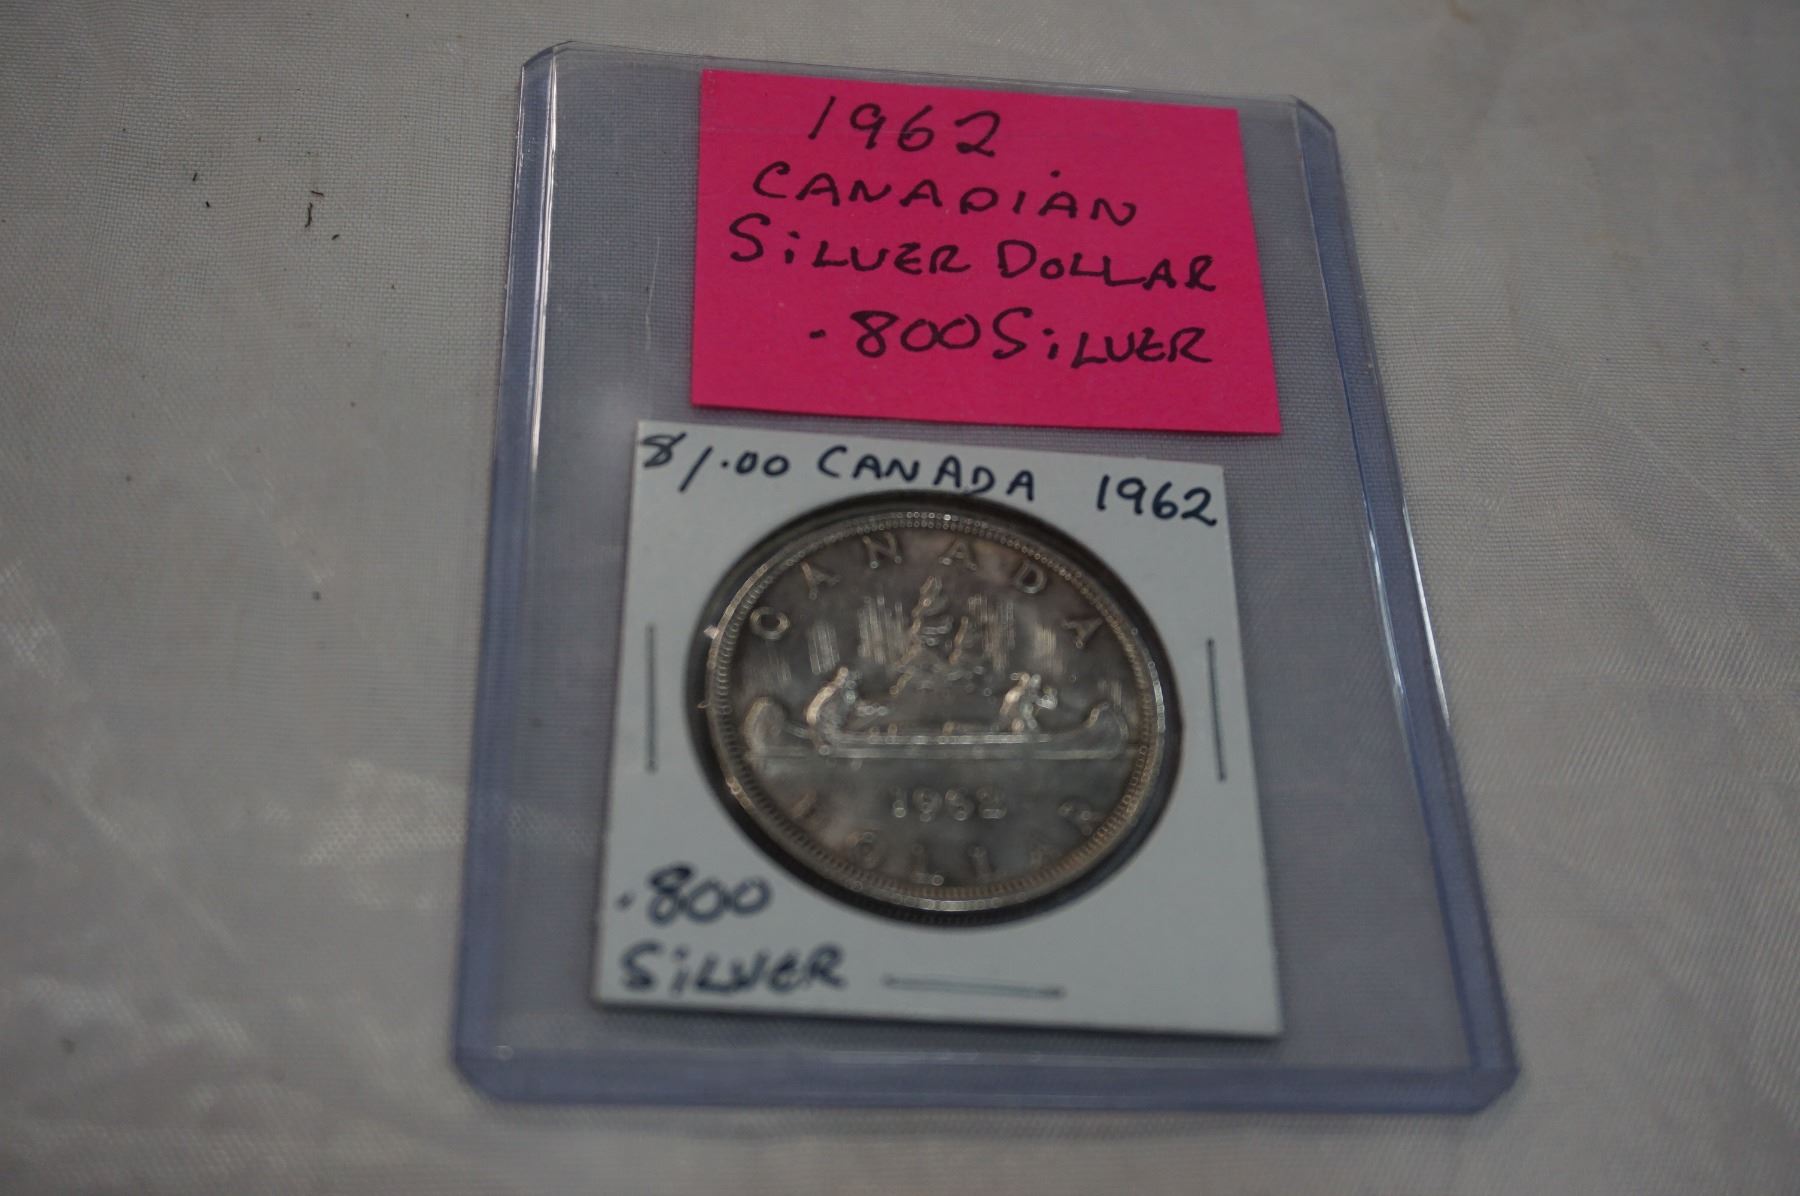 1962
CANADIAN
SILVER DOLLAR
.800 SILVER
$1.00 CANADA 1962
CANADA
1962
DOLLAR
.800
SILVER